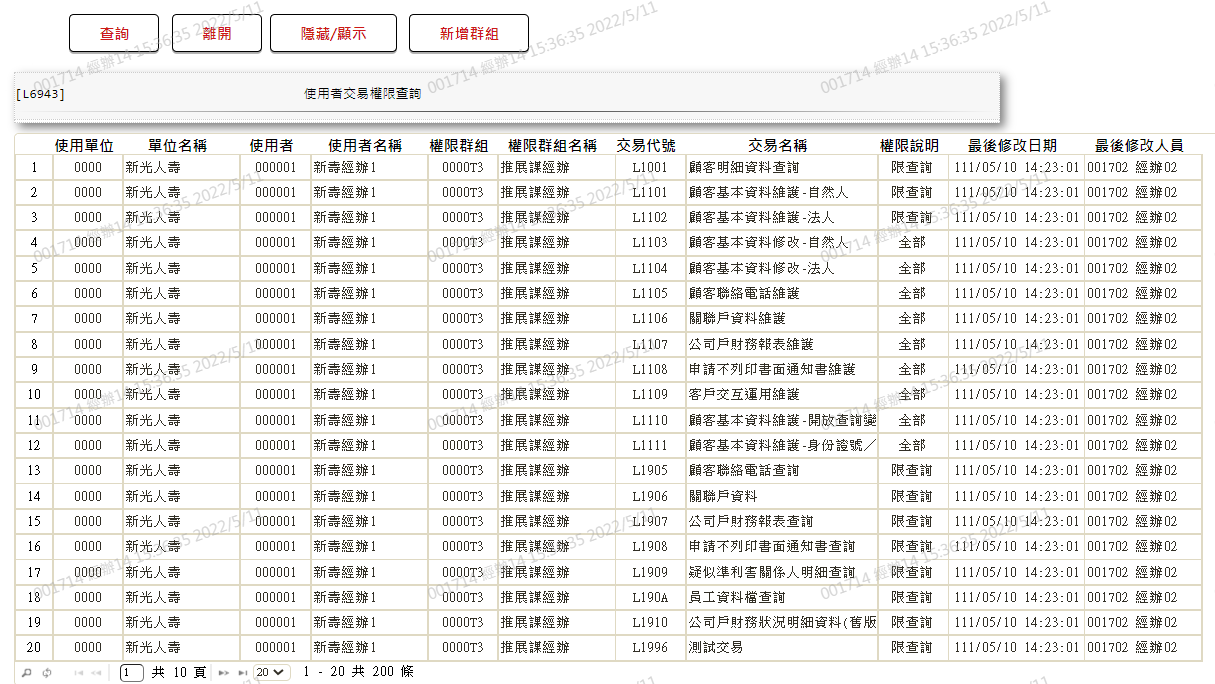 查詢 離開 隱藏/顯示 新增群組
[L6943] 使用者交易權限查詢
使用單位 單位名稱 使用者 使用者名稱 權限群組 權限群組名稱 交易代號 交易名稱 權限說明 最後修改日期 最後修改人員
1 0000 新光人壽 000001 新壽經辦1 0000T3 推展課經辦 L1001 顧客明細資料查詢 限查詢 111/05/10 14:23:01 001702 經辦02
2 0000 新光人壽 000001 新壽經辦1 0000T3 推展課經辦 L1101 顧客基本資料維護-自然人 限查詢 111/05/10 14:23:01 001702 經辦02
3 0000 新光人壽 000001 新壽經辦1 0000T3 推展課經辦 L1102 顧客基本資料維護-法人 限查詢 111/05/10 14:23:01 001702 經辦02
4 0000 新光人壽 000001 新壽經辦1 0000T3 推展課經辦 L1103 顧客基本資料修改-自然人 全部 111/05/10 14:23:01 001702 經辦02
5 0000 新光人壽 000001 新壽經辦1 0000T3 推展課經辦 L1104 顧客基本資料修改-法人 全部 111/05/10 14:23:01 001702 經辦02
6 0000 新光人壽 000001 新壽經辦1 0000T3 推展課經辦 L1105 顧客聯絡電話維護 全部 111/05/10 14:23:01 001702 經辦02
7 0000 新光人壽 000001 新壽經辦1 0000T3 推展課經辦 L1106 關聯戶資料維護 全部 111/05/10 14:23:01 001702 經辦02
8 0000 新光人壽 000001 新壽經辦1 0000T3 推展課經辦 L1107 公司戶財務報表維護 全部 111/05/10 14:23:01 001702 經辦02
9 0000 新光人壽 000001 新壽經辦1 0000T3 推展課經辦 L1108 申請不列印書面通知書維護 全部 111/05/10 14:23:01 001702 經辦02
10 0000 新光人壽 000001 新壽經辦1 0000T3 推展課經辦 L1109 客戶交互運用維護 全部 111/05/10 14:23:01 001702 經辦02
11 0000 新光人壽 000001 新壽經辦1 0000T3 推展課經辦 L1110 顧客基本資料維護-開放查詢變 全部 111/05/10 14:23:01 001702 經辦02
12 0000 新光人壽 000001 新壽經辦1 0000T3 推展課經辦 L1111 顧客基本資料維護-身份證號／ 全部 111/05/10 14:23:01 001702 經辦02
13 0000 新光人壽 000001 新壽經辦1 0000T3 推展課經辦 L1905 顧客聯絡電話查詢 限查詢 111/05/10 14:23:01 001702 經辦02
14 0000 新光人壽 000001 新壽經辦1 0000T3 推展課經辦 L1906 關聯戶資料 限查詢 111/05/10 14:23:01 001702 經辦02
15 0000 新光人壽 000001 新壽經辦1 0000T3 推展課經辦 L1907 公司戶財務報表查詢 限查詢 111/05/10 14:23:01 001702 經辦02
16 0000 新光人壽 000001 新壽經辦1 0000T3 推展課經辦 L1908 申請不列印書面通知書查詢 限查詢 111/05/10 14:23:01 001702 經辦02
17 0000 新光人壽 000001 新壽經辦1 0000T3 推展課經辦 L1909 疑似準利害關係人明細查詢 限查詢 111/05/10 14:23:01 001702 經辦02
18 0000 新光人壽 000001 新壽經辦1 0000T3 推展課經辦 L190A 員工資料檔查詢 限查詢 111/05/10 14:23:01 001702 經辦02
19 0000 新光人壽 000001 新壽經辦1 0000T3 推展課經辦 L1910 公司戶財務狀況明細資料(舊版 限查詢 111/05/10 14:23:01 001702 經辦02
20 0000 新光人壽 000001 新壽經辦1 0000T3 推展課經辦 L1996 測試交易 限查詢 111/05/10 14:23:01 001702 經辦02
1 共 10 頁 20 1 - 20 共 200 條
001714 經辦14 15:36:35 2022/5/11